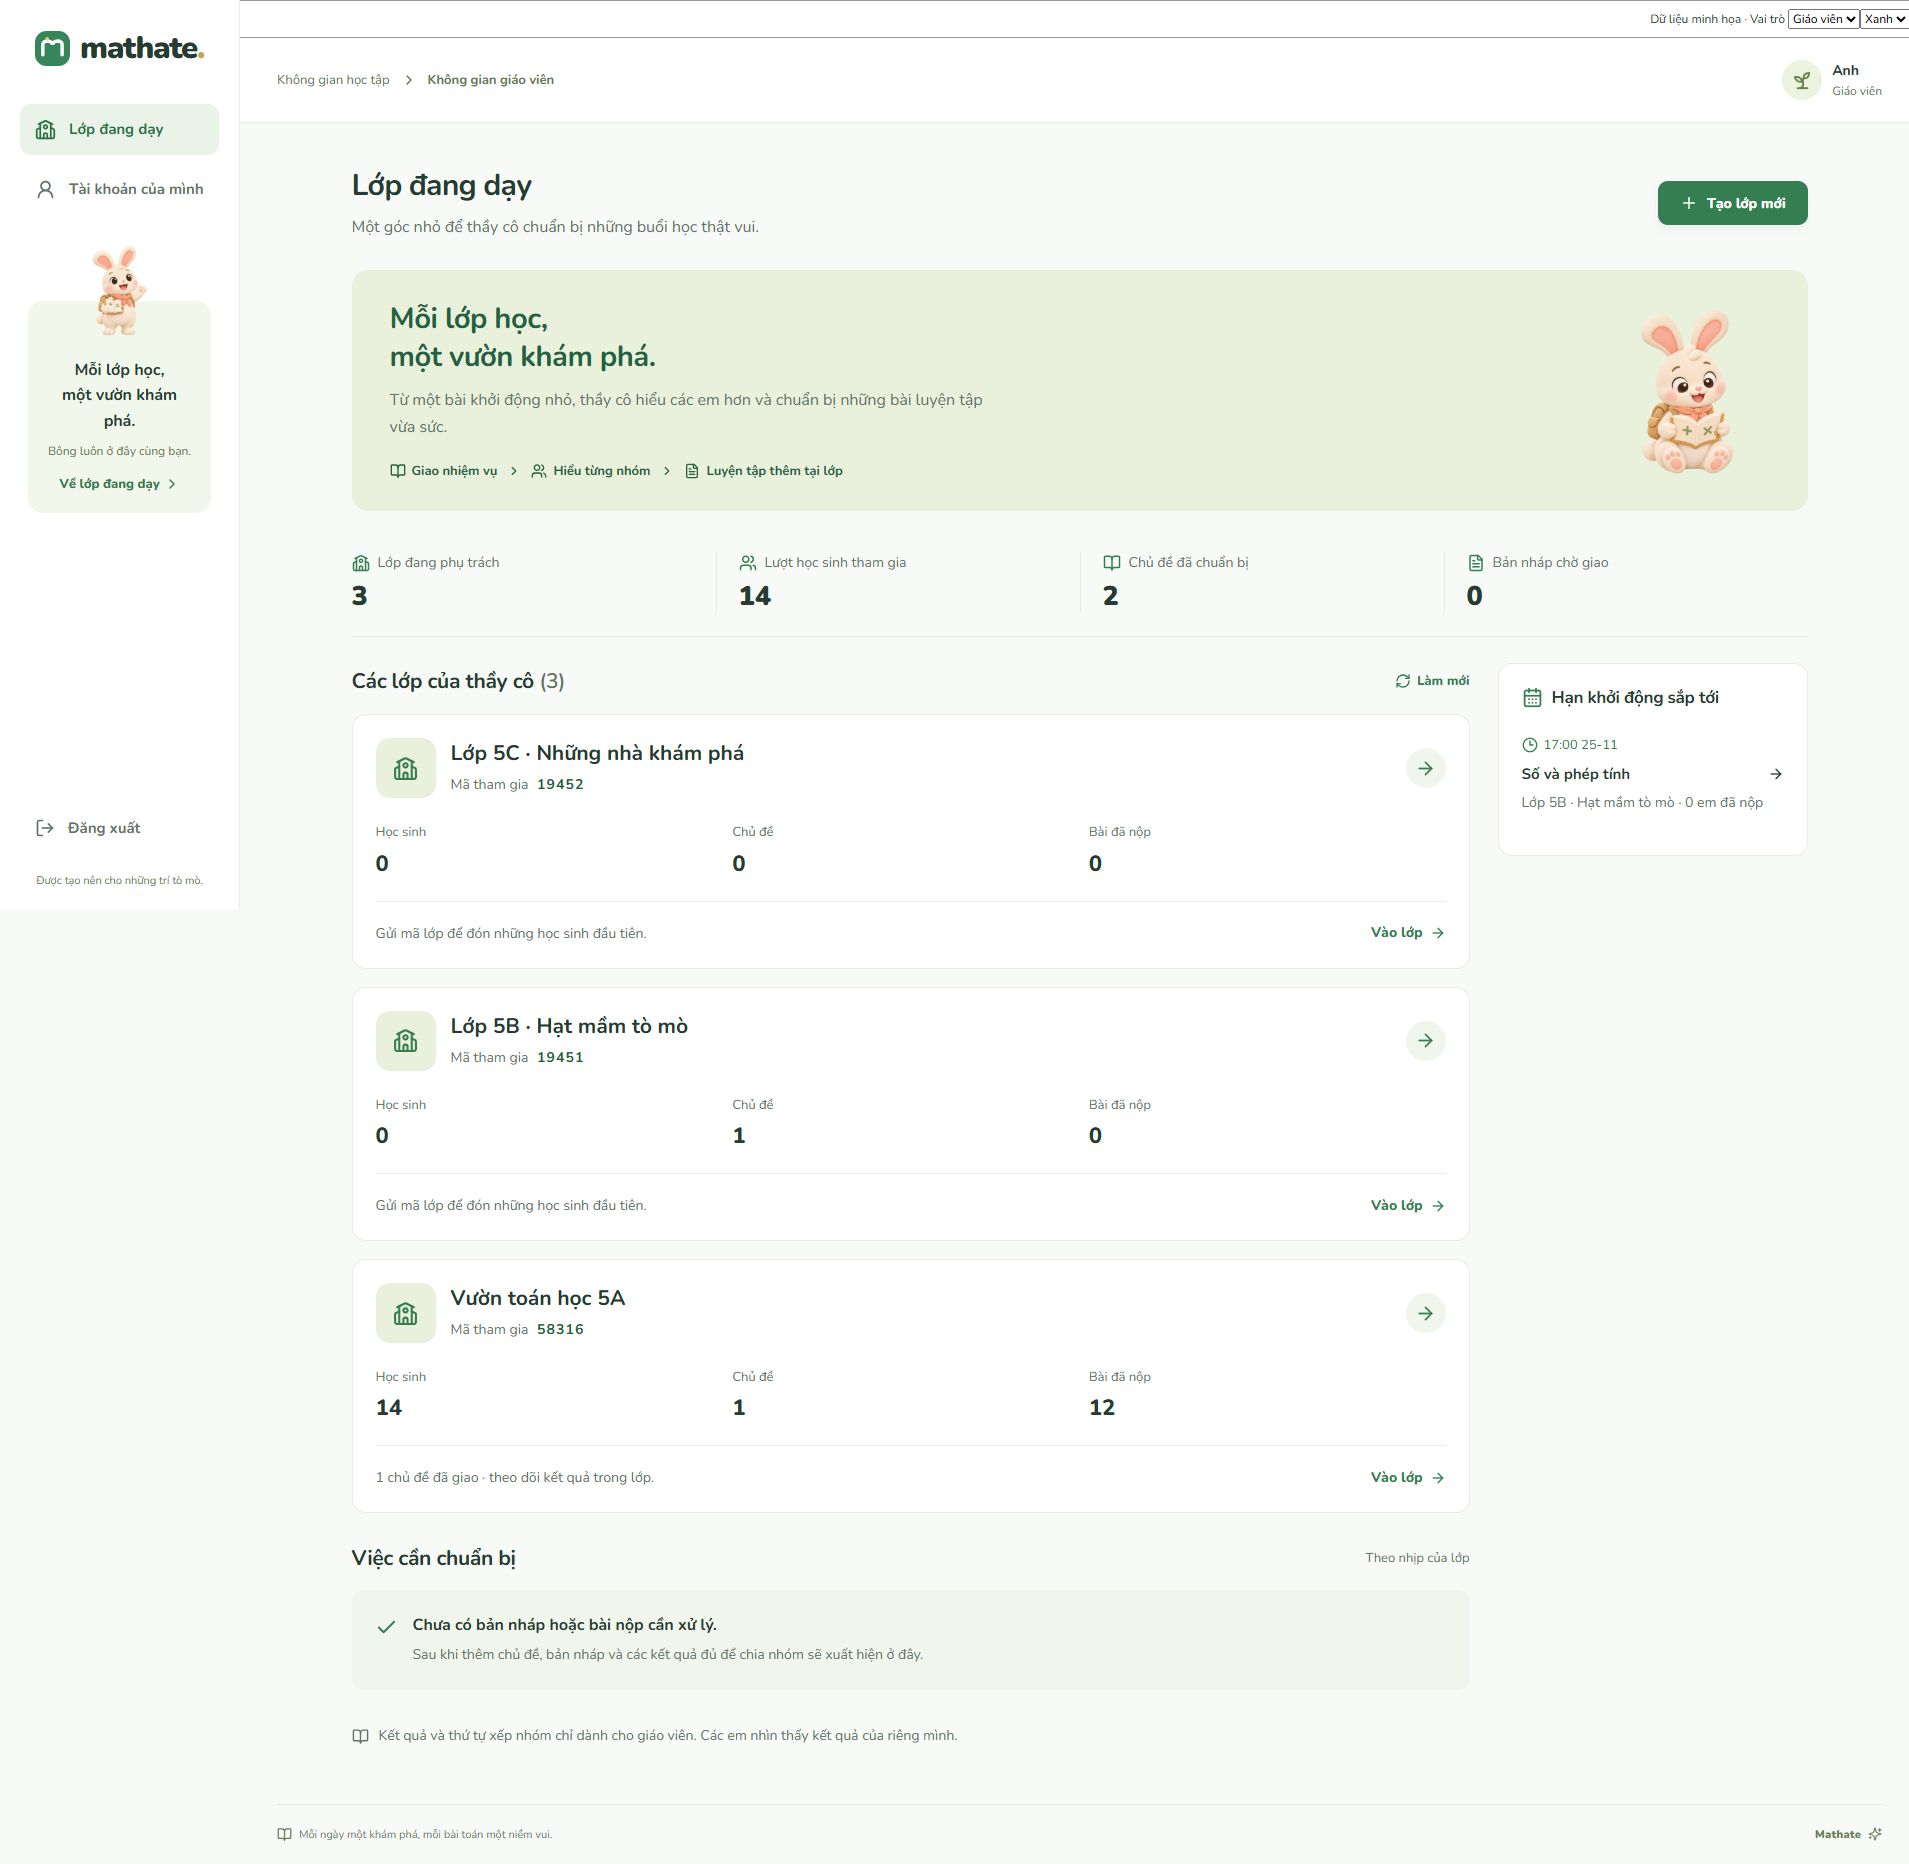 mathate.
Lớp đang dạy
Tài khoản của mình
Mỗi lớp học,
một vườn khám
phá.
Bông luôn ở đây cùng bạn.
Về lớp đang dạy
Đăng xuất
Được tạo nên cho những trí tò mò.
Dữ liệu minh họa · Vai trò Giáo viên Xanh
Không gian học tập Không gian giáo viên
Anh
Giáo viên
Lớp đang dạy
Một góc nhỏ để thầy cô chuẩn bị những buổi học thật vui.
Tạo lớp mới
Mỗi lớp học,
một vườn khám phá.
Từ một bài khởi động nhỏ, thầy cô hiểu các em hơn và chuẩn bị những bài luyện tập
vừa sức.
Giao nhiệm vụ Hiểu từng nhóm Luyện tập thêm tại lớp
Lớp đang phụ trách
3
Lượt học sinh tham gia
14
Chủ đề đã chuẩn bị
2
Bản nháp chờ giao
0
Các lớp của thầy cô (3)
Làm mới
Lớp 5C · Những nhà khám phá
Mã tham gia 19452
Học sinh Chủ đề Bài đã nộp
0 0 0
Gửi mã lớp để đón những học sinh đầu tiên.
Vào lớp
Lớp 5B · Hạt mầm tò mò
Mã tham gia 19451
Học sinh Chủ đề Bài đã nộp
0 1 0
Gửi mã lớp để đón những học sinh đầu tiên.
Vào lớp
Vườn toán học 5A
Mã tham gia 58316
Học sinh Chủ đề Bài đã nộp
14 1 12
1 chủ đề đã giao · theo dõi kết quả trong lớp.
Vào lớp
Hạn khởi động sắp tới
17:00 25-11
Số và phép tính
Lớp 5B · Hạt mầm tò mò · 0 em đã nộp
Việc cần chuẩn bị
Theo nhịp của lớp
Chưa có bản nháp hoặc bài nộp cần xử lý.
Sau khi thêm chủ đề, bản nháp và các kết quả đủ để chia nhóm sẽ xuất hiện ở đây.
Kết quả và thứ tự xếp nhóm chỉ dành cho giáo viên. Các em nhìn thấy kết quả của riêng mình.
Mỗi ngày một khám phá, mỗi bài toán một niềm vui.
Mathate